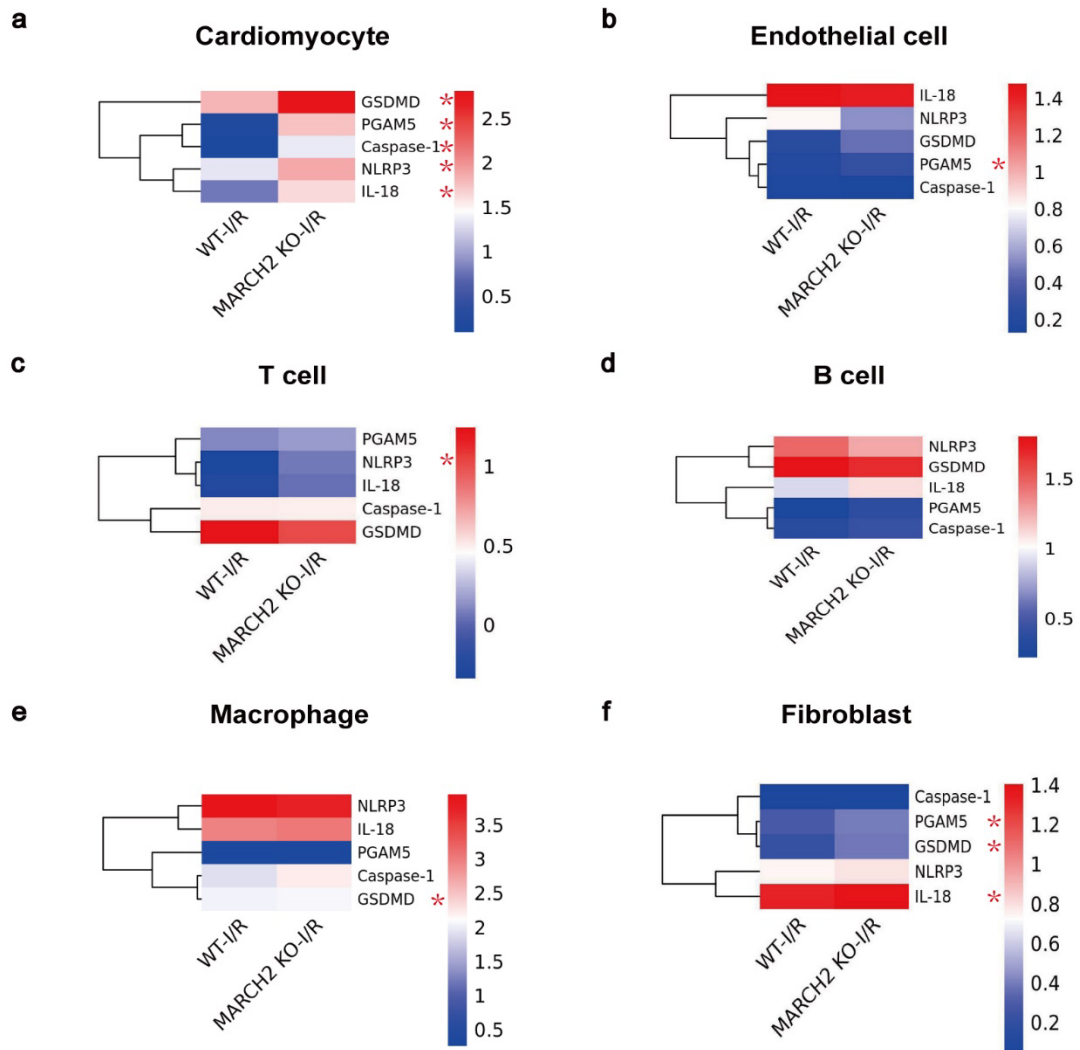 a
Cardiomyocyte
GSDMD *
PGAM5 *
Caspase-1 *
NLRP3 *
IL-18 *
2.5
2
1.5
1
0.5
WT-I/R
MARCH2 KO-I/R
b
Endothelial cell
IL-18
NLRP3
GSDMD
PGAM5 *
Caspase-1
1.4
1.2
1
0.8
0.6
0.4
0.2
WT-I/R
MARCH2 KO-I/R
c
T cell
PGAM5
NLRP3 *
IL-18
Caspase-1
GSDMD
1
0.5
0
WT-I/R
MARCH2 KO-I/R
d
B cell
NLRP3
GSDMD
IL-18
PGAM5
Caspase-1
1.5
1
0.5
WT-I/R
MARCH2 KO-I/R
e
Macrophage
NLRP3
IL-18
PGAM5
Caspase-1
GSDMD *
3.5
3
2.5
2
1.5
1
0.5
WT-I/R
MARCH2 KO-I/R
f
Fibroblast
Caspase-1
PGAM5 *
GSDMD *
NLRP3
IL-18 *
1.4
1.2
1
0.8
0.6
0.4
0.2
WT-I/R
MARCH2 KO-I/R